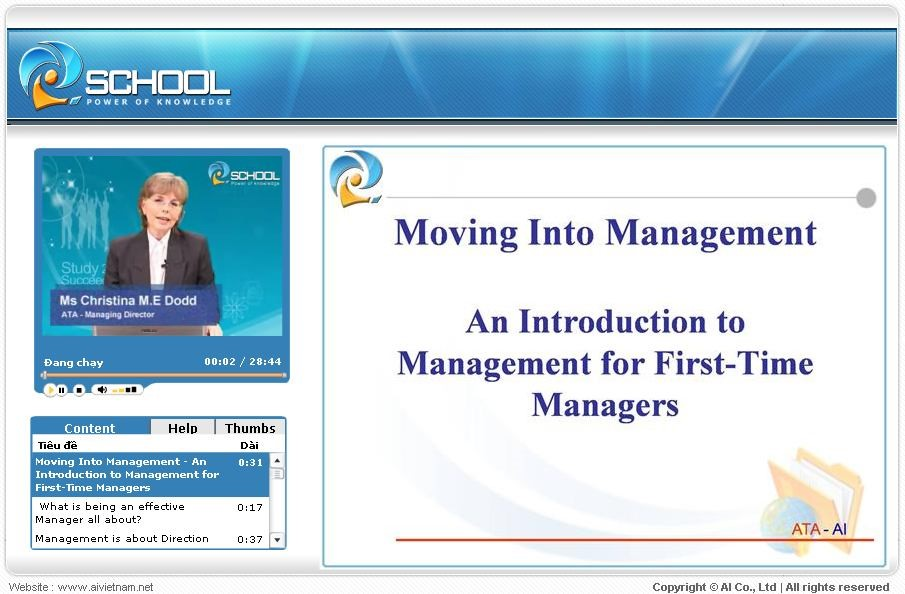 SCHOOL
POWER OF KNOWLEDGE
SCHOOL
Power of knowledge
Study 
Ms Christina M.E Dodd
ATA - Managing Director
Đang chạy 00:02 / 28:44
Content Help Thumbs
Tiêu đề Dài
Moving Into Management - An 0:31
Introduction to Management for
First-Time Managers
What is being an effective 0:17
Manager all about?
Management is about Direction 0:37
Moving Into Management
An Introduction to
Management for First-Time
Managers
ATA - AI
Website : www.aivietnam.net
Copyright © AI Co., Ltd | All rights reserved